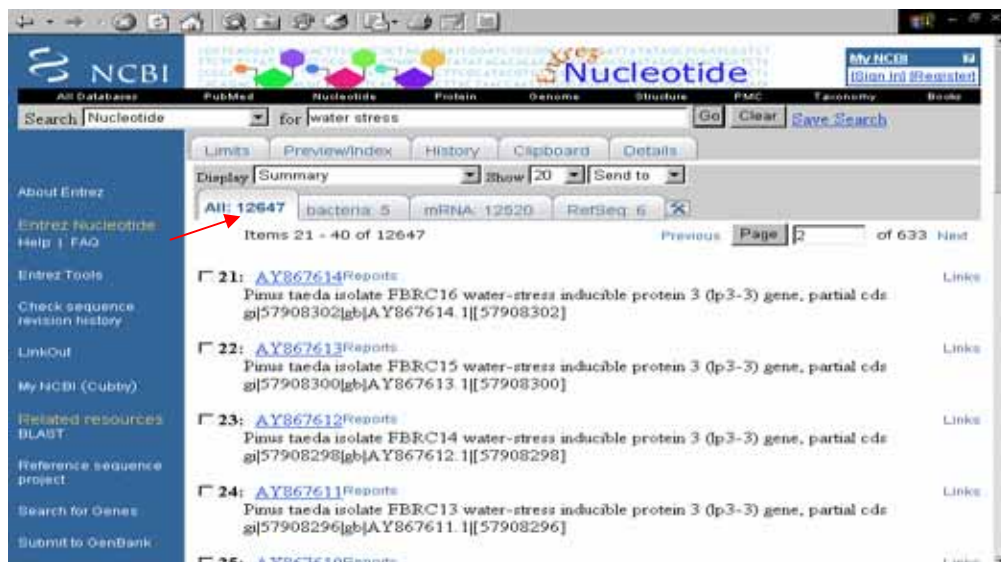 NCBI
Entrez
Nucleotide
My NCBI
[Sign In] [Register]
All Databases PubMed Nucleotide Protein Genome Structure PMC Taxonomy Books
Search Nucleotide for water stress Go Clear Save Search
Limits Preview/Index History Clipboard Details
Display Summary Show 20 Send to
All: 12647 bacteria: 5 mRNA: 12520 RefSeq: 6
Items 21 - 40 of 12647 Previous Page 2 of 633 Next
About Entrez
Entrez Nucleotide
Help | FAQ
Entrez Tools
Check sequence
revision history
LinkOut
My NCBI (Cubby)
Related resources
BLAST
Reference sequence
project
Search for Genes
Submit to GenBank
21: AY867614 Reports Links
Pinus taeda isolate FBRC16 water-stress inducible protein 3 (lp3-3) gene, partial cds
gi|57908302|gb|AY867614.1|[57908302]
22: AY867613 Reports Links
Pinus taeda isolate FBRC15 water-stress inducible protein 3 (lp3-3) gene, partial cds
gi|57908300|gb|AY867613.1|[57908300]
23: AY867612 Reports Links
Pinus taeda isolate FBRC14 water-stress inducible protein 3 (lp3-3) gene, partial cds
gi|57908298|gb|AY867612.1|[57908298]
24: AY867611 Reports Links
Pinus taeda isolate FBRC13 water-stress inducible protein 3 (lp3-3) gene, partial cds
gi|57908296|gb|AY867611.1|[57908296]
25: AY867610 Reports Links